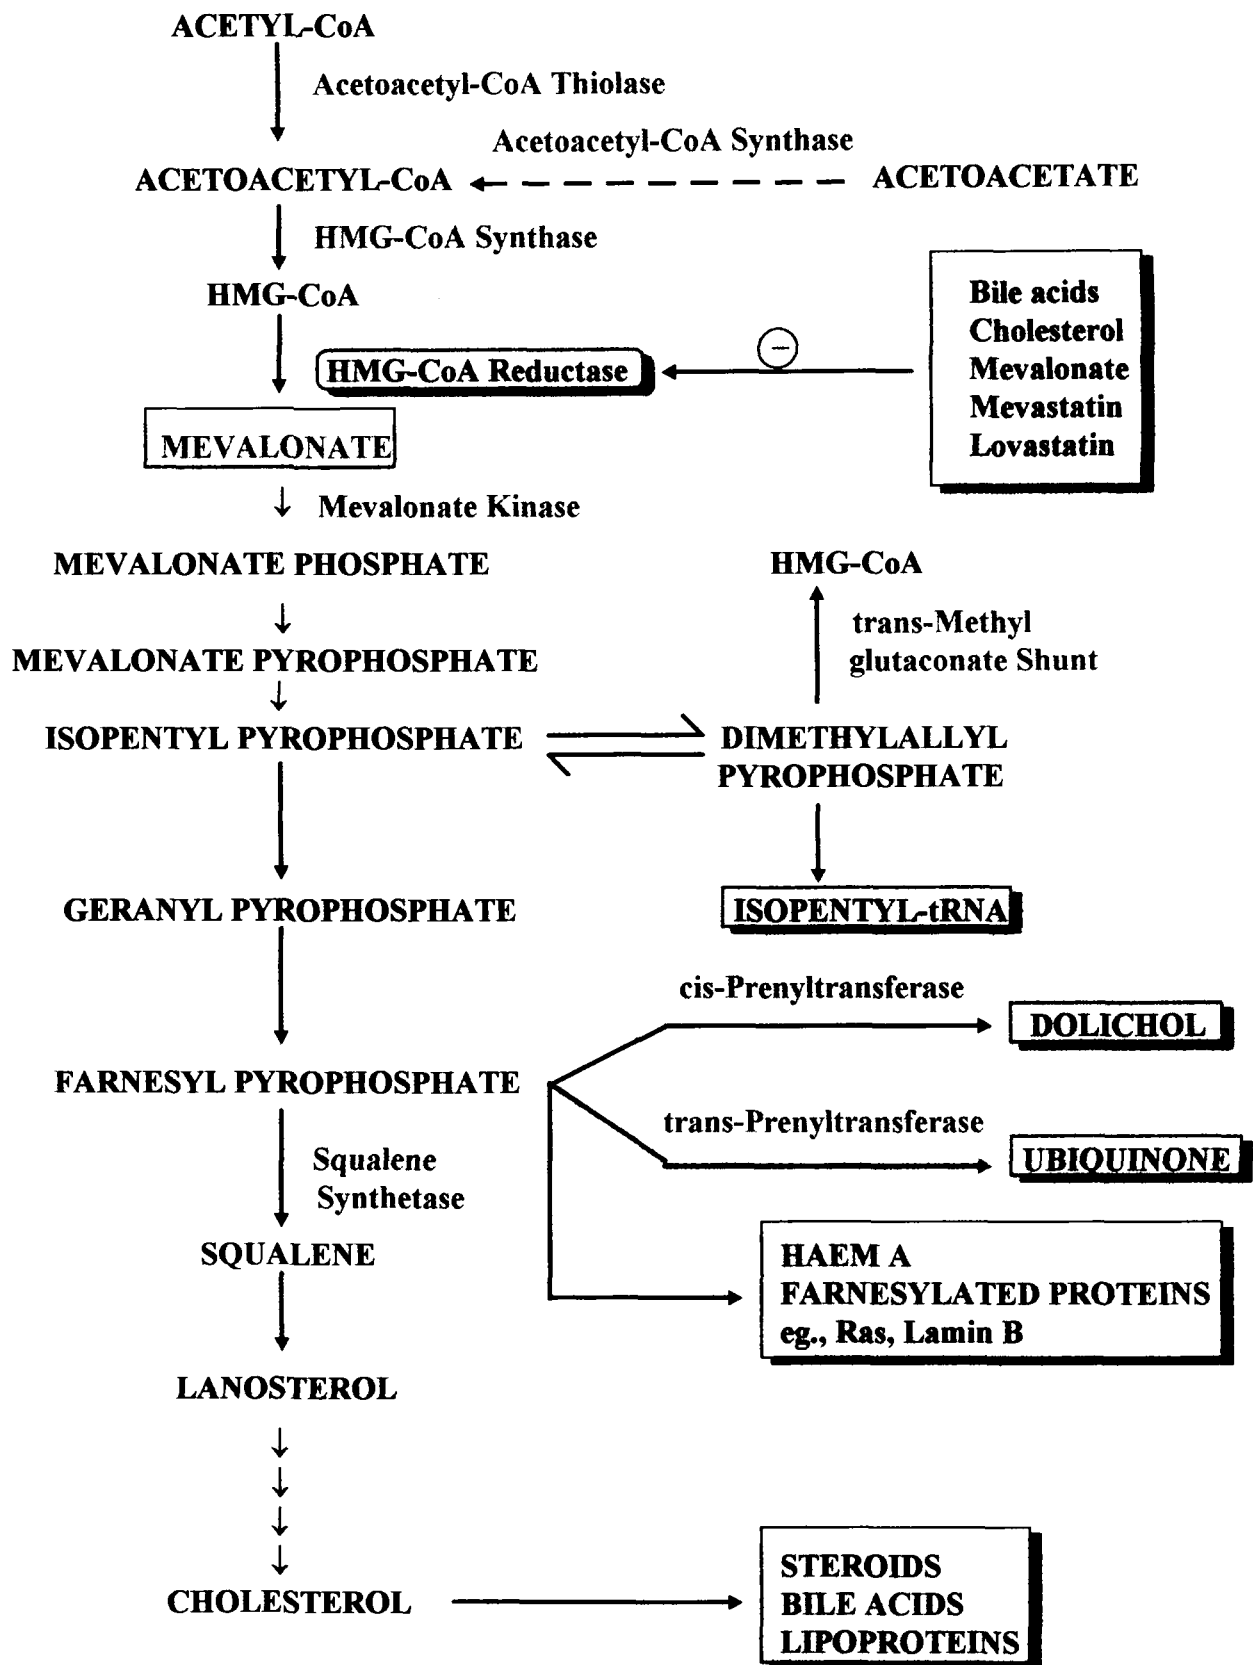 ACETYL-CoA
Acetoacetyl-CoA Thiolase
Acetoacetyl-CoA Synthase
ACETOACETYL-CoA
ACETOACETATE
HMG-CoA Synthase
HMG-CoA
Bile acids
Cholesterol
Mevalonate
Mevastatin
Lovastatin
−
HMG-CoA Reductase
MEVALONATE
Mevalonate Kinase
MEVALONATE PHOSPHATE
HMG-CoA
trans-Methyl
glutaconate Shunt
MEVALONATE PYROPHOSPHATE
ISOPENTYL PYROPHOSPHATE
DIMETHYLALLYL
PYROPHOSPHATE
GERANYL PYROPHOSPHATE
ISOPENTYL-tRNA
cis-Prenyltransferase
DOLICHOL
FARNESYL PYROPHOSPHATE
trans-Prenyltransferase
UBIQUINONE
Squalene
Synthetase
SQUALENE
HAEM A
FARNESYLATED PROTEINS
eg., Ras, Lamin B
LANOSTEROL
CHOLESTEROL
STEROIDS
BILE ACIDS
LIPOPROTEINS